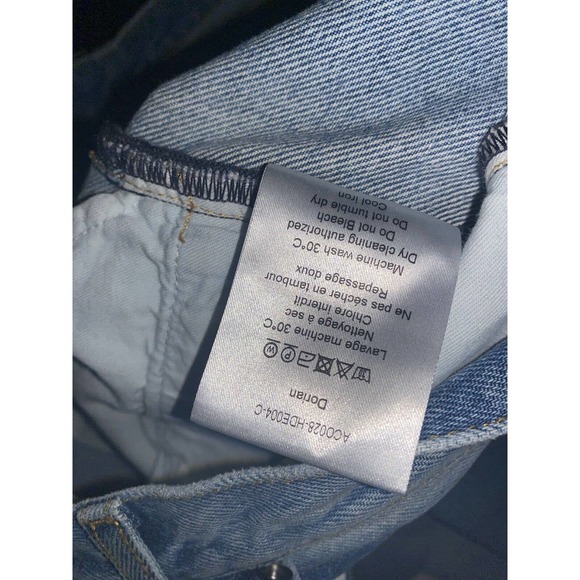 ACO028-HDE004-C
Dorian
Lavage machine 30°C
Nettoyage à sec
Chlore interdit
Ne pas sécher en tambour
Repassage doux
Machine wash 30°C
Dry cleaning authorized
Do not Bleach
Do not tumble dry
Cool iron